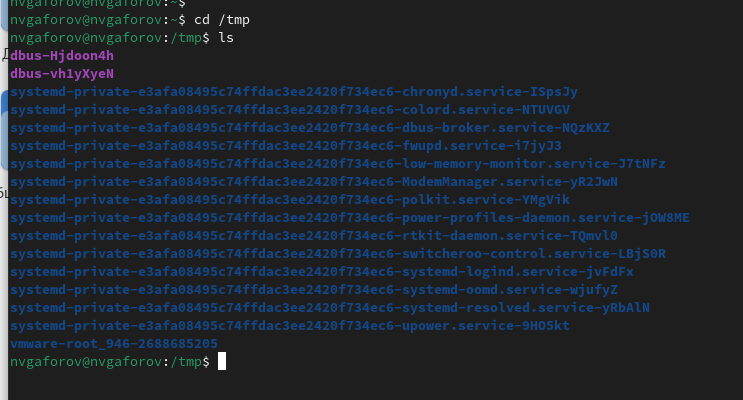 nvgaforov@nvgaforov:~$
nvgaforov@nvgaforov:~$ cd /tmp
nvgaforov@nvgaforov:/tmp$ ls
dbus-Hjdoon4h
dbus-vh1yXyeN
systemd-private-e3afa08495c74ffdac3ee2420f734ec6-chronyd.service-ISpsJy
systemd-private-e3afa08495c74ffdac3ee2420f734ec6-colord.service-NTUVGV
systemd-private-e3afa08495c74ffdac3ee2420f734ec6-dbus-broker.service-NQzKXZ
systemd-private-e3afa08495c74ffdac3ee2420f734ec6-fwupd.service-i7jyJ3
systemd-private-e3afa08495c74ffdac3ee2420f734ec6-low-memory-monitor.service-J7tNFz
systemd-private-e3afa08495c74ffdac3ee2420f734ec6-ModemManager.service-yR2JwN
systemd-private-e3afa08495c74ffdac3ee2420f734ec6-polkit.service-YMgVik
systemd-private-e3afa08495c74ffdac3ee2420f734ec6-power-profiles-daemon.service-jOW8ME
systemd-private-e3afa08495c74ffdac3ee2420f734ec6-rtkit-daemon.service-TQmvl0
systemd-private-e3afa08495c74ffdac3ee2420f734ec6-switcheroo-control.service-LBjS0R
systemd-private-e3afa08495c74ffdac3ee2420f734ec6-systemd-logind.service-jvFdFx
systemd-private-e3afa08495c74ffdac3ee2420f734ec6-systemd-oomd.service-wjufyZ
systemd-private-e3afa08495c74ffdac3ee2420f734ec6-systemd-resolved.service-yRbAlN
systemd-private-e3afa08495c74ffdac3ee2420f734ec6-upower.service-9HO5kt
vmware-root_946-2688685205
nvgaforov@nvgaforov:/tmp$